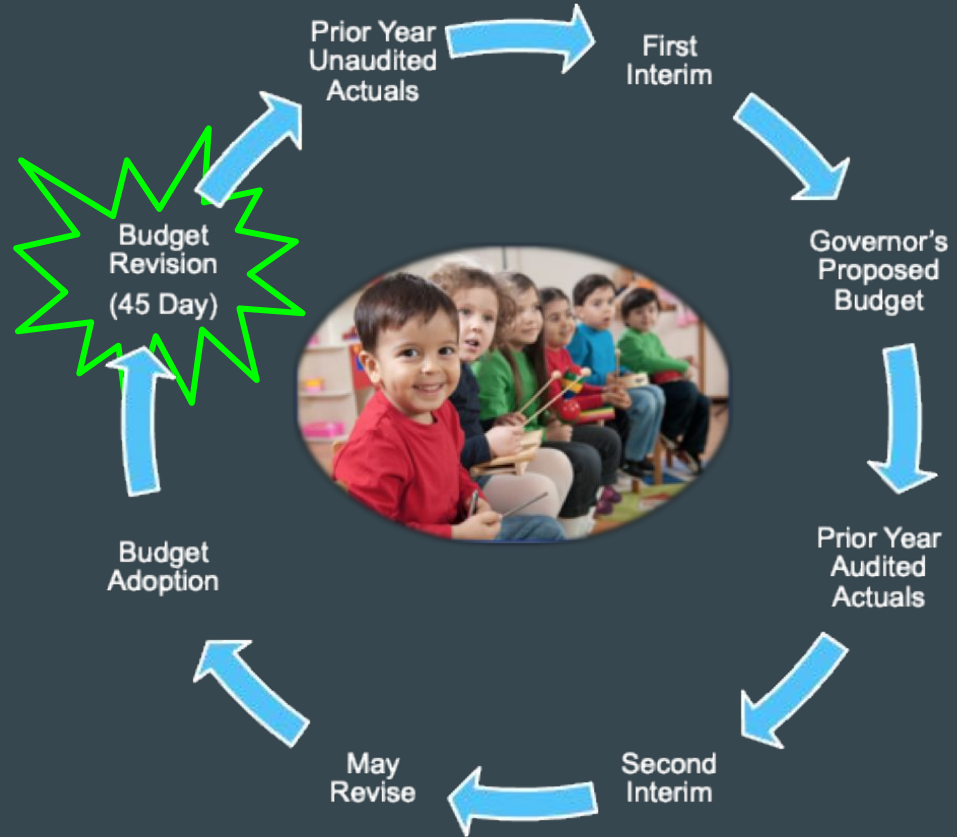 Prior Year
Unaudited
Actuals
First
Interim
Governor’s
Proposed
Budget
Prior Year
Audited
Actuals
Second
Interim
May
Revise
Budget
Adoption
Budget
Revision
(45 Day)